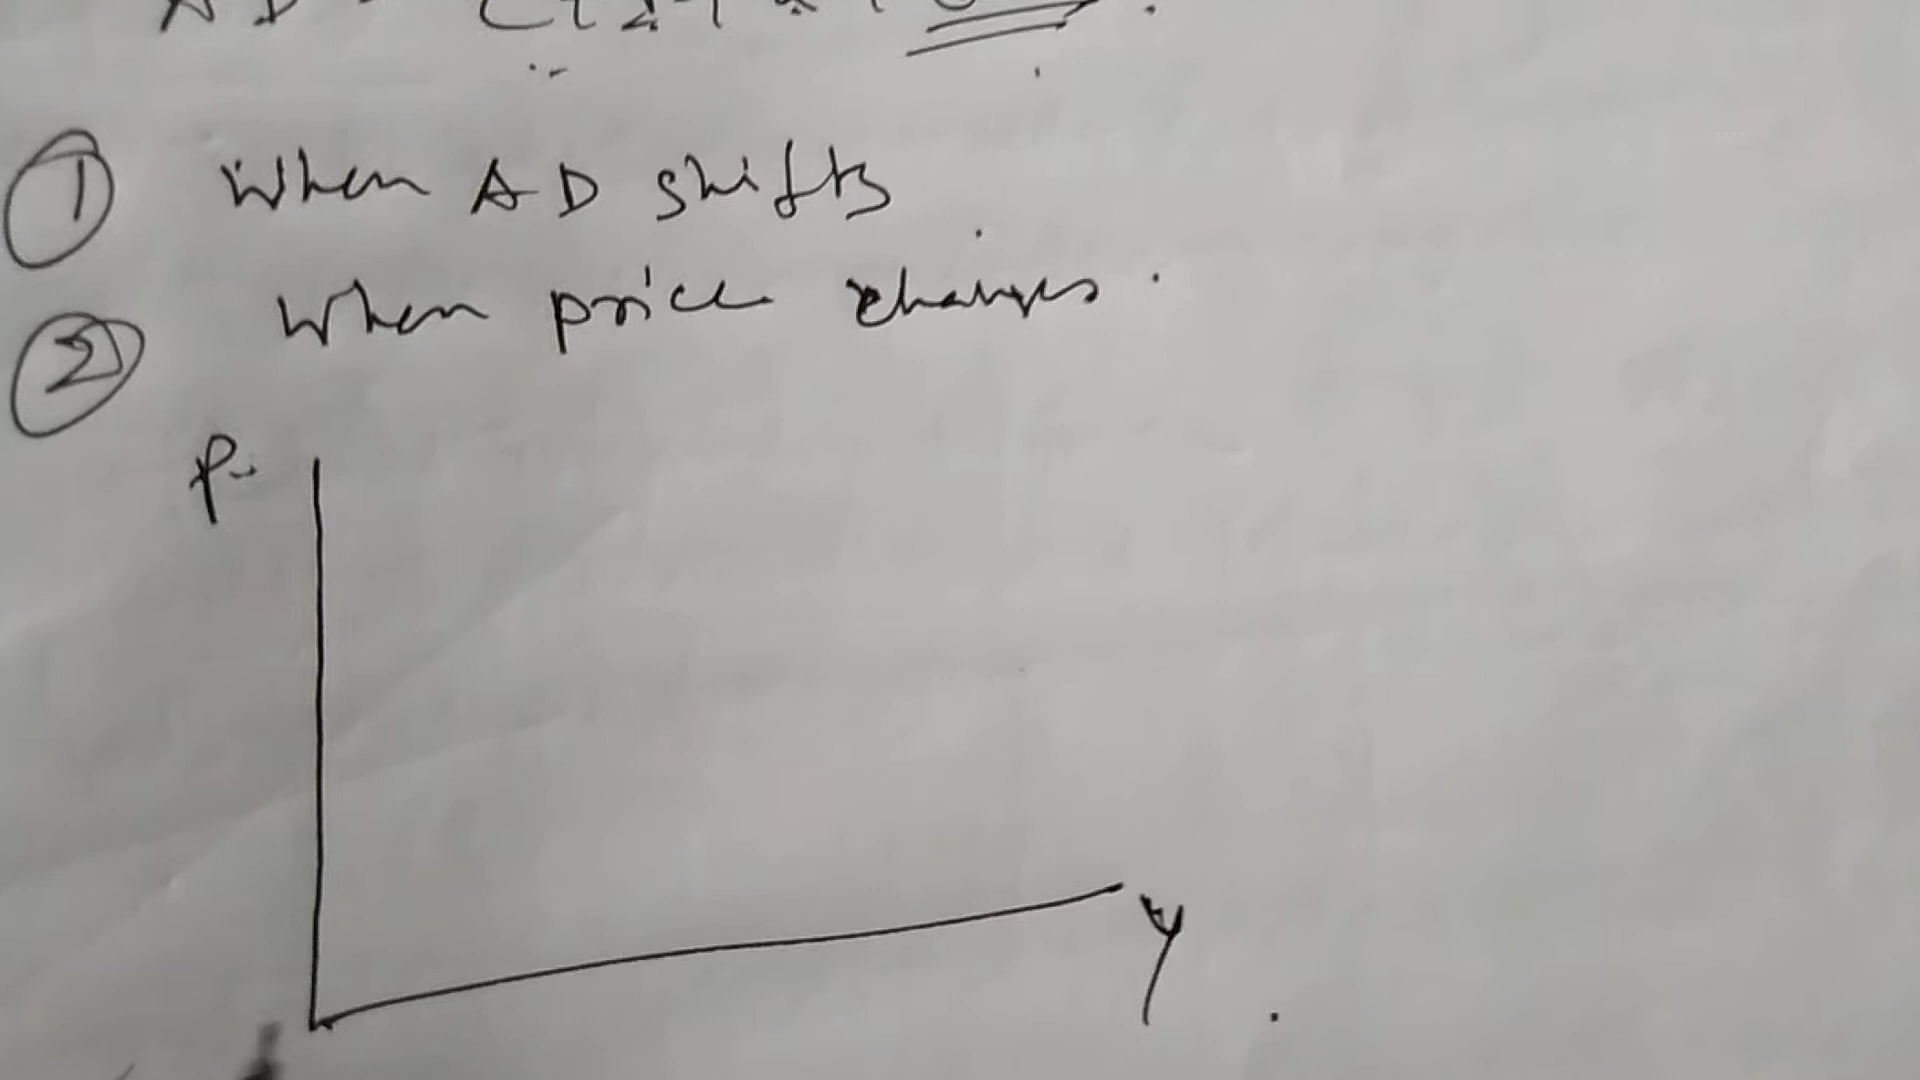 ① When AD shifts
② When price changes.
P
Y